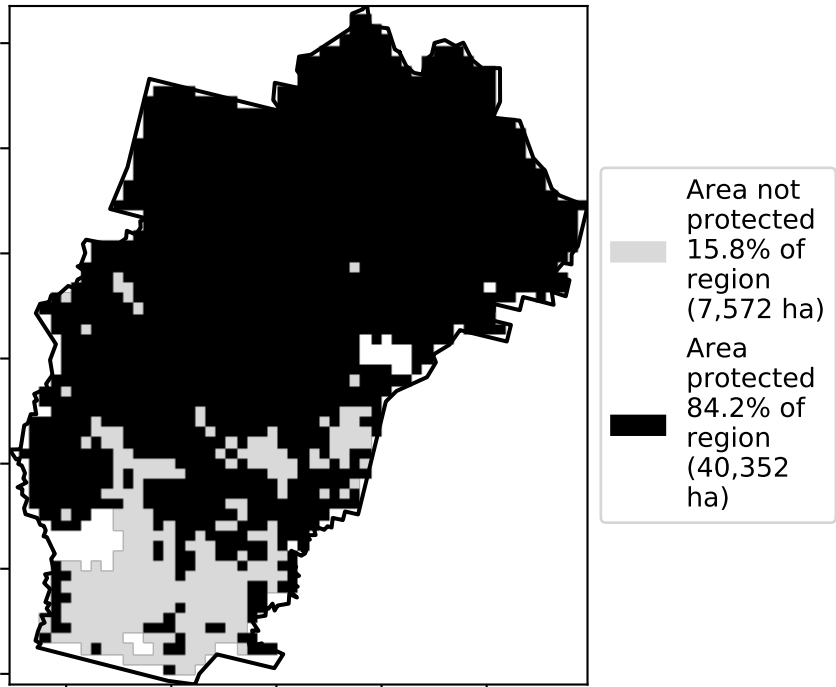 Area not
protected
15.8% of
region
(7,572 ha)
Area
protected
84.2% of
region
(40,352
ha)